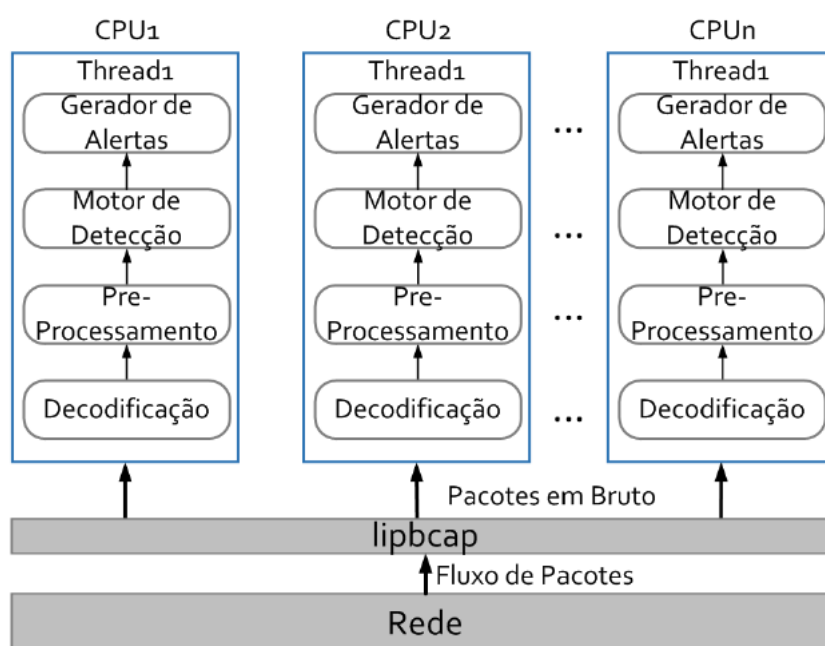 CPU1
CPU2
CPUn
Thread1
Thread1
Thread1
Gerador de
Alertas
Gerador de
Alertas
...
Gerador de
Alertas
Motor de
Detecção
Motor de
Detecção
...
Motor de
Detecção
Pre-
Processamento
Pre-
Processamento
...
Pre-
Processamento
Decodificação
Decodificação
...
Decodificação
Pacotes em Bruto
lipbcap
Fluxo de Pacotes
Rede